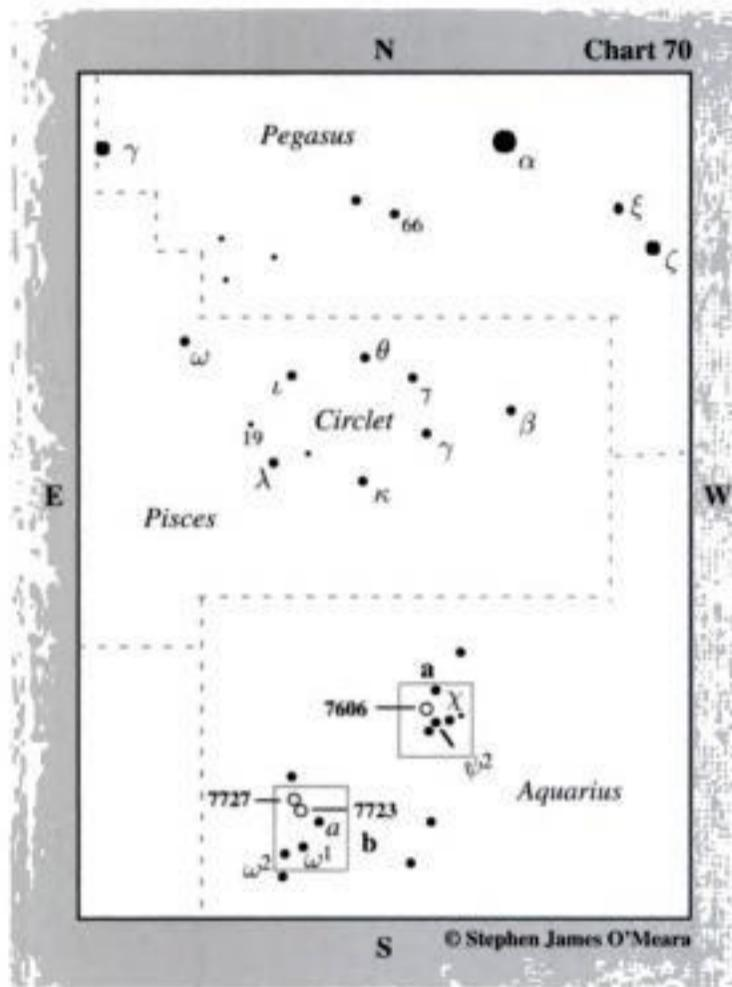 N Chart 70
Pegasus
γ
α
66
ξ
ζ
ω
θ
ι
7
β
19
Circlet
γ
λ
κ
E
W
Pisces
a
7606
χ
ψ2
Aquarius
7727
7723
a
b
ω2
ω1
S
© Stephen James O'Meara